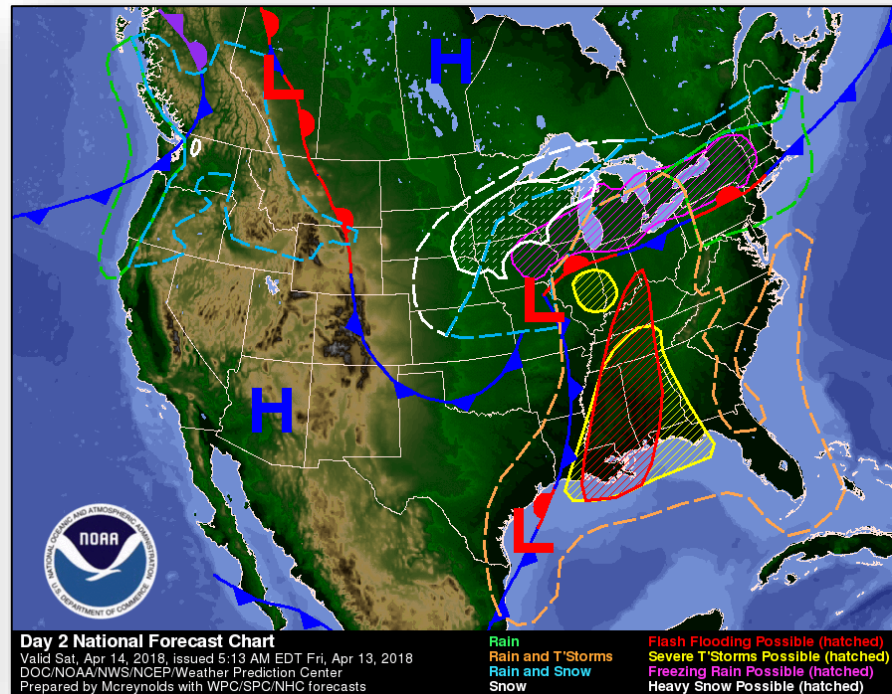 H
L
H
L
L
NOAA
NATIONAL OCEANIC AND ATMOSPHERIC ADMINISTRATION
U.S. DEPARTMENT OF COMMERCE
Day 2 National Forecast Chart
Valid Sat, Apr 14, 2018, issued 5:13 AM EDT Fri, Apr 13, 2018
DOC/NOAA/NWS/NCEP/Weather Prediction Center
Prepared by Mcreynolds with WPC/SPC/NHC forecasts
Rain
Rain and T'Storms
Rain and Snow
Snow
Flash Flooding Possible (hatched)
Severe T'Storms Possible (hatched)
Freezing Rain Possible (hatched)
Heavy Snow Possible (hatched)